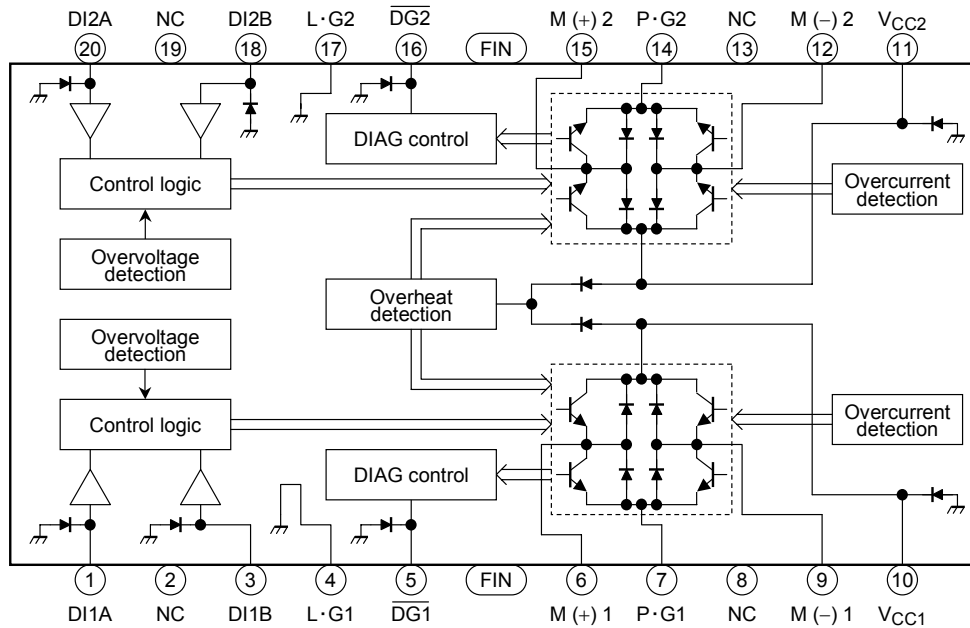 DI2A NC DI2B L·G2 DG2 M (+) 2 P·G2 NC M (−) 2 VCC2
20 19 18 17 16 FIN 15 14 13 12 11
DIAG control
Control logic
Overcurrent
detection
Overvoltage
detection
Overheat
detection
Overvoltage
detection
Control logic
Overcurrent
detection
DIAG control
1 2 3 4 5 FIN 6 7 8 9 10
DI1A NC DI1B L·G1 DG1 M (+) 1 P·G1 NC M (−) 1 VCC1